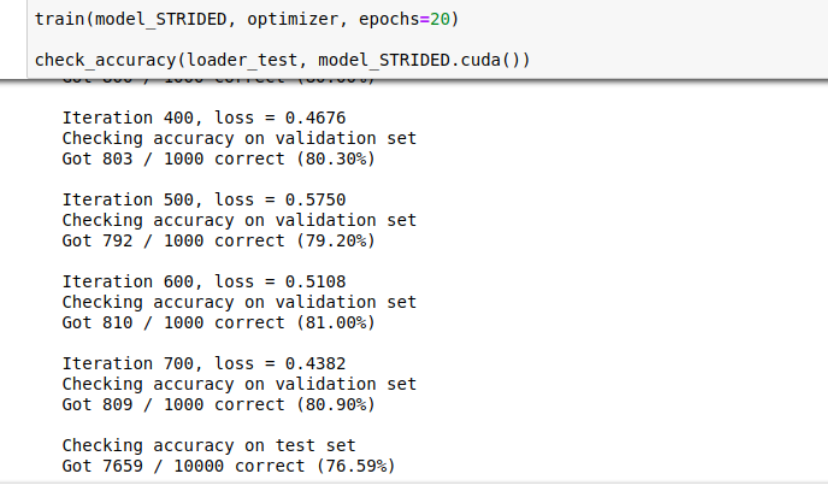 train(model_STRIDED, optimizer, epochs=20)
check_accuracy(loader_test, model_STRIDED.cuda())
Iteration 400, loss = 0.4676
Checking accuracy on validation set
Got 803 / 1000 correct (80.30%)
Iteration 500, loss = 0.5750
Checking accuracy on validation set
Got 792 / 1000 correct (79.20%)
Iteration 600, loss = 0.5108
Checking accuracy on validation set
Got 810 / 1000 correct (81.00%)
Iteration 700, loss = 0.4382
Checking accuracy on validation set
Got 809 / 1000 correct (80.90%)
Checking accuracy on test set
Got 7659 / 10000 correct (76.59%)